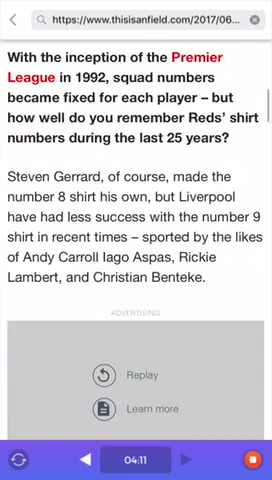 https://www.thisisanfield.com/2017/06...
With the inception of the Premier
League in 1992, squad numbers
became fixed for each player – but
how well do you remember Reds’ shirt
numbers during the last 25 years?
Steven Gerrard, of course, made the
number 8 shirt his own, but Liverpool
have had less success with the number 9
shirt in recent times – sported by the likes
of Andy Carroll Iago Aspas, Rickie
Lambert, and Christian Benteke.
ADVERTISING
Replay
Learn more
04:11